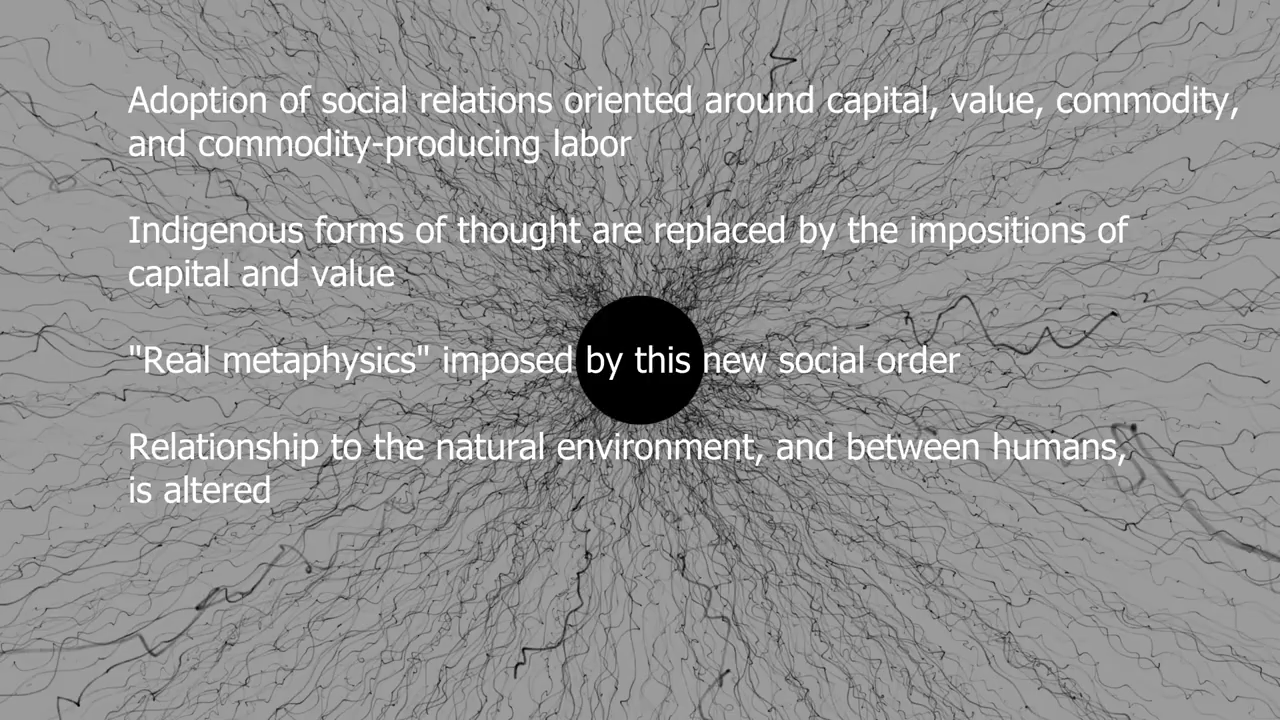 Adoption of social relations oriented around capital, value, commodity,
and commodity-producing labor
Indigenous forms of thought are replaced by the impositions of
capital and value
"Real metaphysics" imposed by this new social order
Relationship to the natural environment, and between humans,
is altered